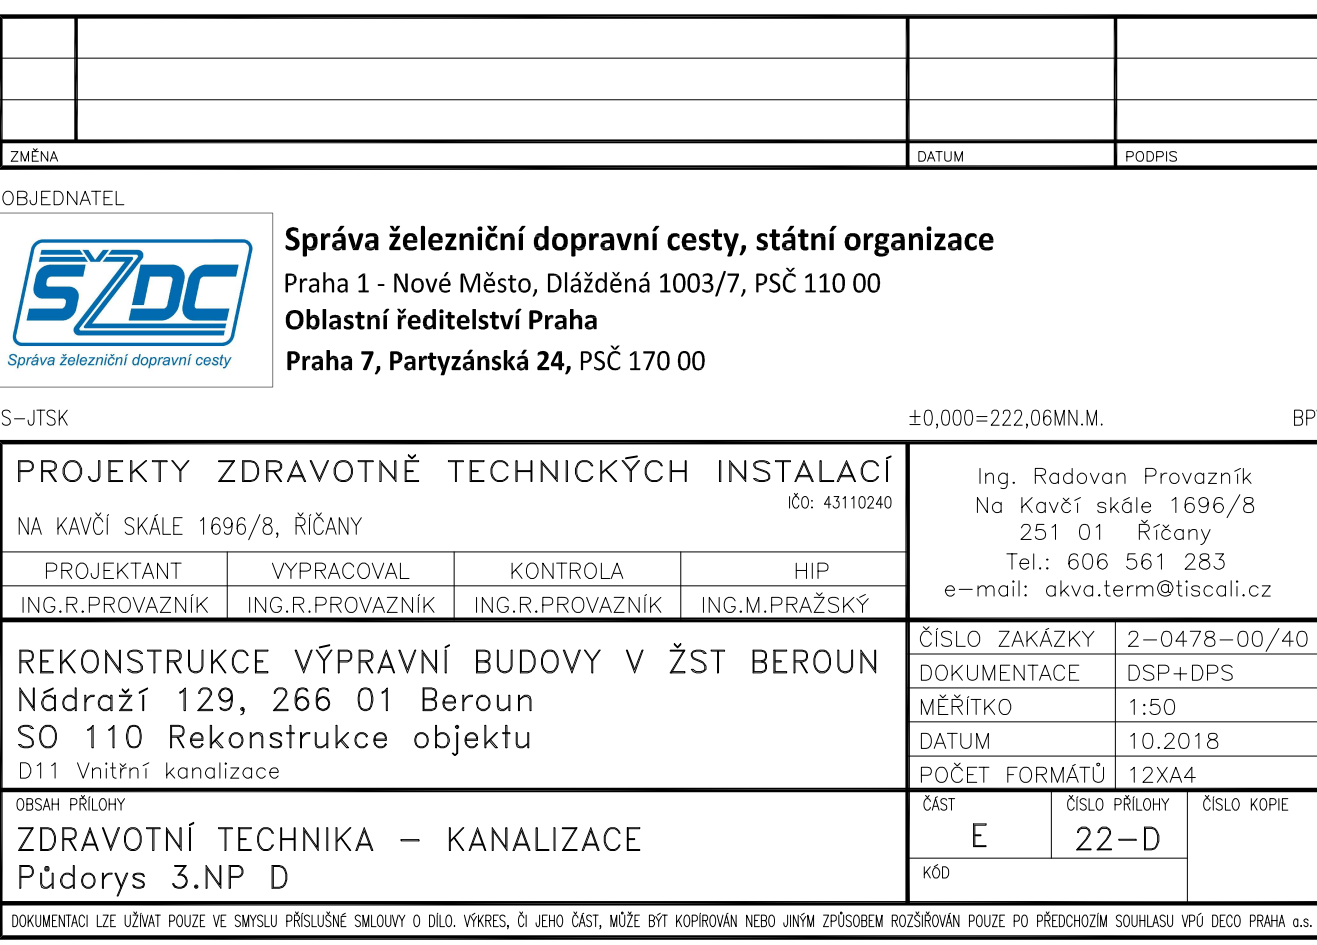 ZMĚNA DATUM PODPIS
OBJEDNATEL
ŠŽDC
Správa železniční dopravní cesty
Správa železniční dopravní cesty, státní organizace
Praha 1 - Nové Město, Dlážděná 1003/7, PSČ 110 00
Oblastní ředitelství Praha
Praha 7, Partyzánská 24, PSČ 170 00
S-JTSK ±0,000=222,06MN.M.
PROJEKTY ZDRAVOTNĚ TECHNICKÝCH INSTALACÍ
IČO: 43110240
NA KAVČÍ SKÁLE 1696/8, ŘÍČANY
PROJEKTANT VYPRACOVAL KONTROLA HIP
ING.R.PROVAZNÍK ING.R.PROVAZNÍK ING.R.PROVAZNÍK ING.M.PRAŽSKÝ
Ing. Radovan Provazník
Na Kavčí skále 1696/8
251 01 Říčany
Tel.: 606 561 283
e-mail: akva.term@tiscali.cz
REKONSTRUKCE VÝPRAVNÍ BUDOVY V ŽST BEROUN
Nádraží 129, 266 01 Beroun
SO 110 Rekonstrukce objektu
D11 Vnitřní kanalizace
ČÍSLO ZAKÁZKY 2-0478-00/40
DOKUMENTACE DSP+DPS
MĚŘÍTKO 1:50
DATUM 10.2018
POČET FORMÁTŮ 12XA4
OBSAH PŘÍLOHY
ZDRAVOTNÍ TECHNIKA - KANALIZACE
Půdorys 3.NP D
ČÁST ČÍSLO PŘÍLOHY ČÍSLO KOPIE
E 22-D
KÓD
DOKUMENTACI LZE UŽÍVAT POUZE VE SMYSLU PŘÍSLUŠNÉ SMLOUVY O DÍLO. VÝKRES, ČI JEHO ČÁST, MŮŽE BÝT KOPÍROVÁN NEBO JINÝM ZPŮSOBEM ROZŠIŘOVÁN POUZE PO PŘEDCHOZÍM SOUHLASU VPÚ DECO PRAHA a.s.